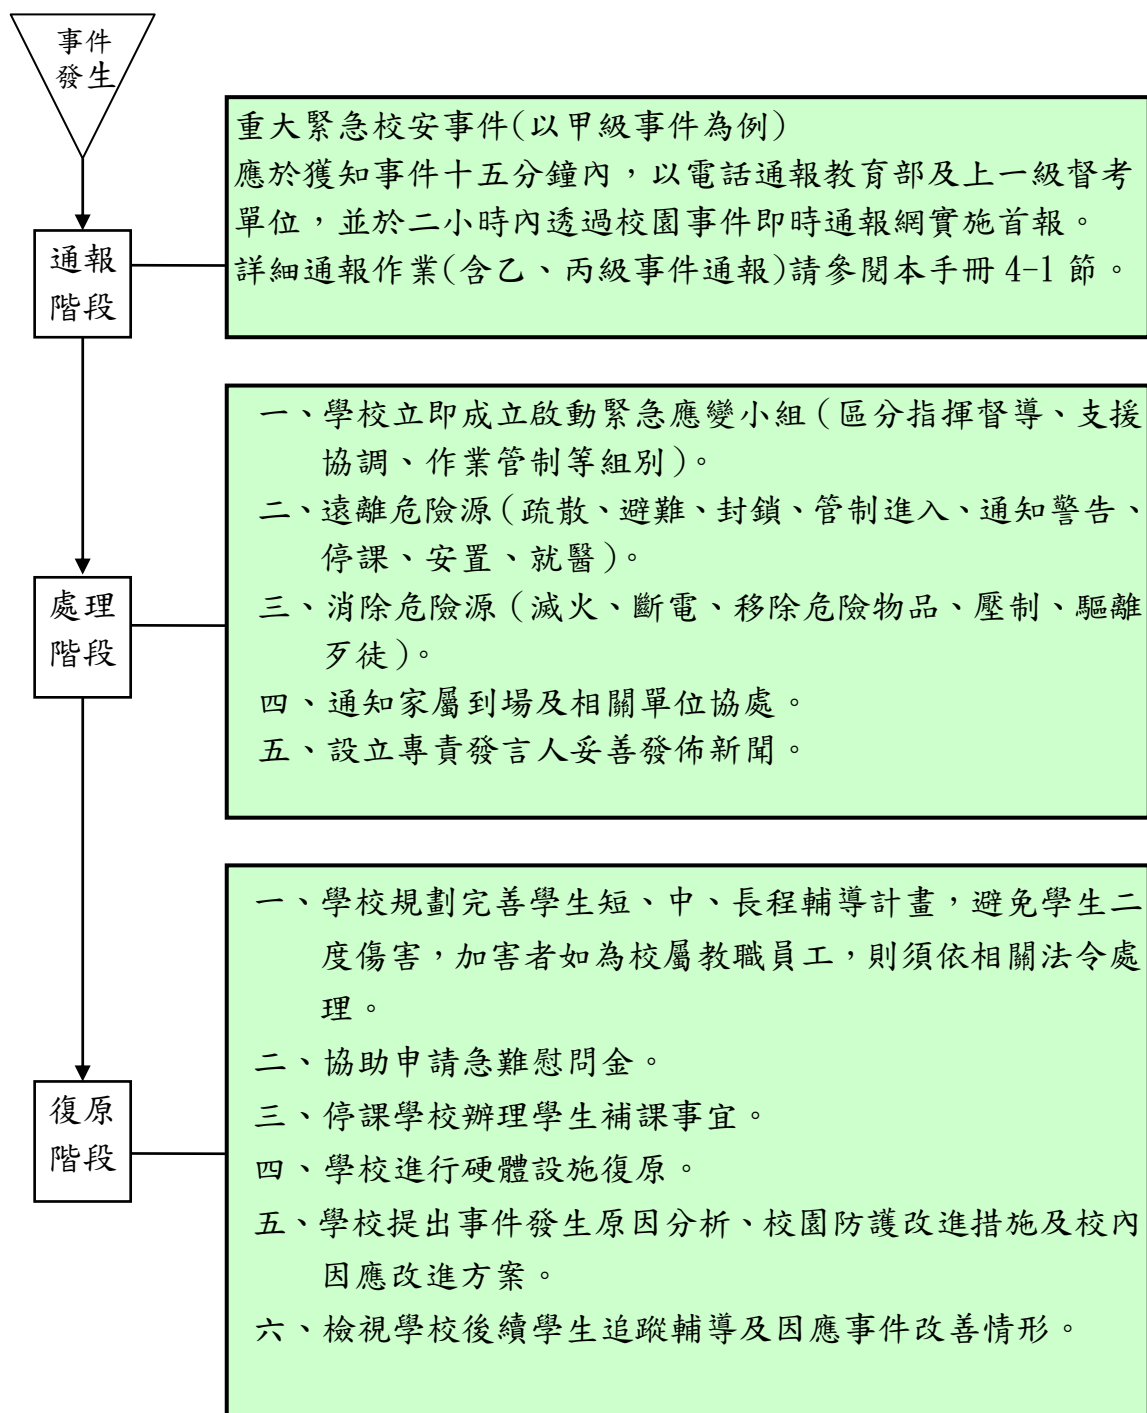 事件
發生
重大緊急校安事件(以甲級事件為例)
應於獲知事件十五分鐘內，以電話通報教育部及上一級督考
單位，並於二小時內透過校園事件即時通報網實施首報。
詳細通報作業(含乙、丙級事件通報)請參閱本手冊 4-1 節。
通報
階段
一、學校立即成立啟動緊急應變小組（區分指揮督導、支援
協調、作業管制等組別）。
二、遠離危險源（疏散、避難、封鎖、管制進入、通知警告、
停課、安置、就醫）。
三、消除危險源（滅火、斷電、移除危險物品、壓制、驅離
歹徒）。
四、通知家屬到場及相關單位協處。
五、設立專責發言人妥善發佈新聞。
處理
階段
一、學校規劃完善學生短、中、長程輔導計畫，避免學生二
度傷害，加害者如為校屬教職員工，則須依相關法令處
理。
二、協助申請急難慰問金。
三、停課學校辦理學生補課事宜。
四、學校進行硬體設施復原。
五、學校提出事件發生原因分析、校園防護改進措施及校內
因應改進方案。
六、檢視學校後續學生追蹤輔導及因應事件改善情形。
復原
階段